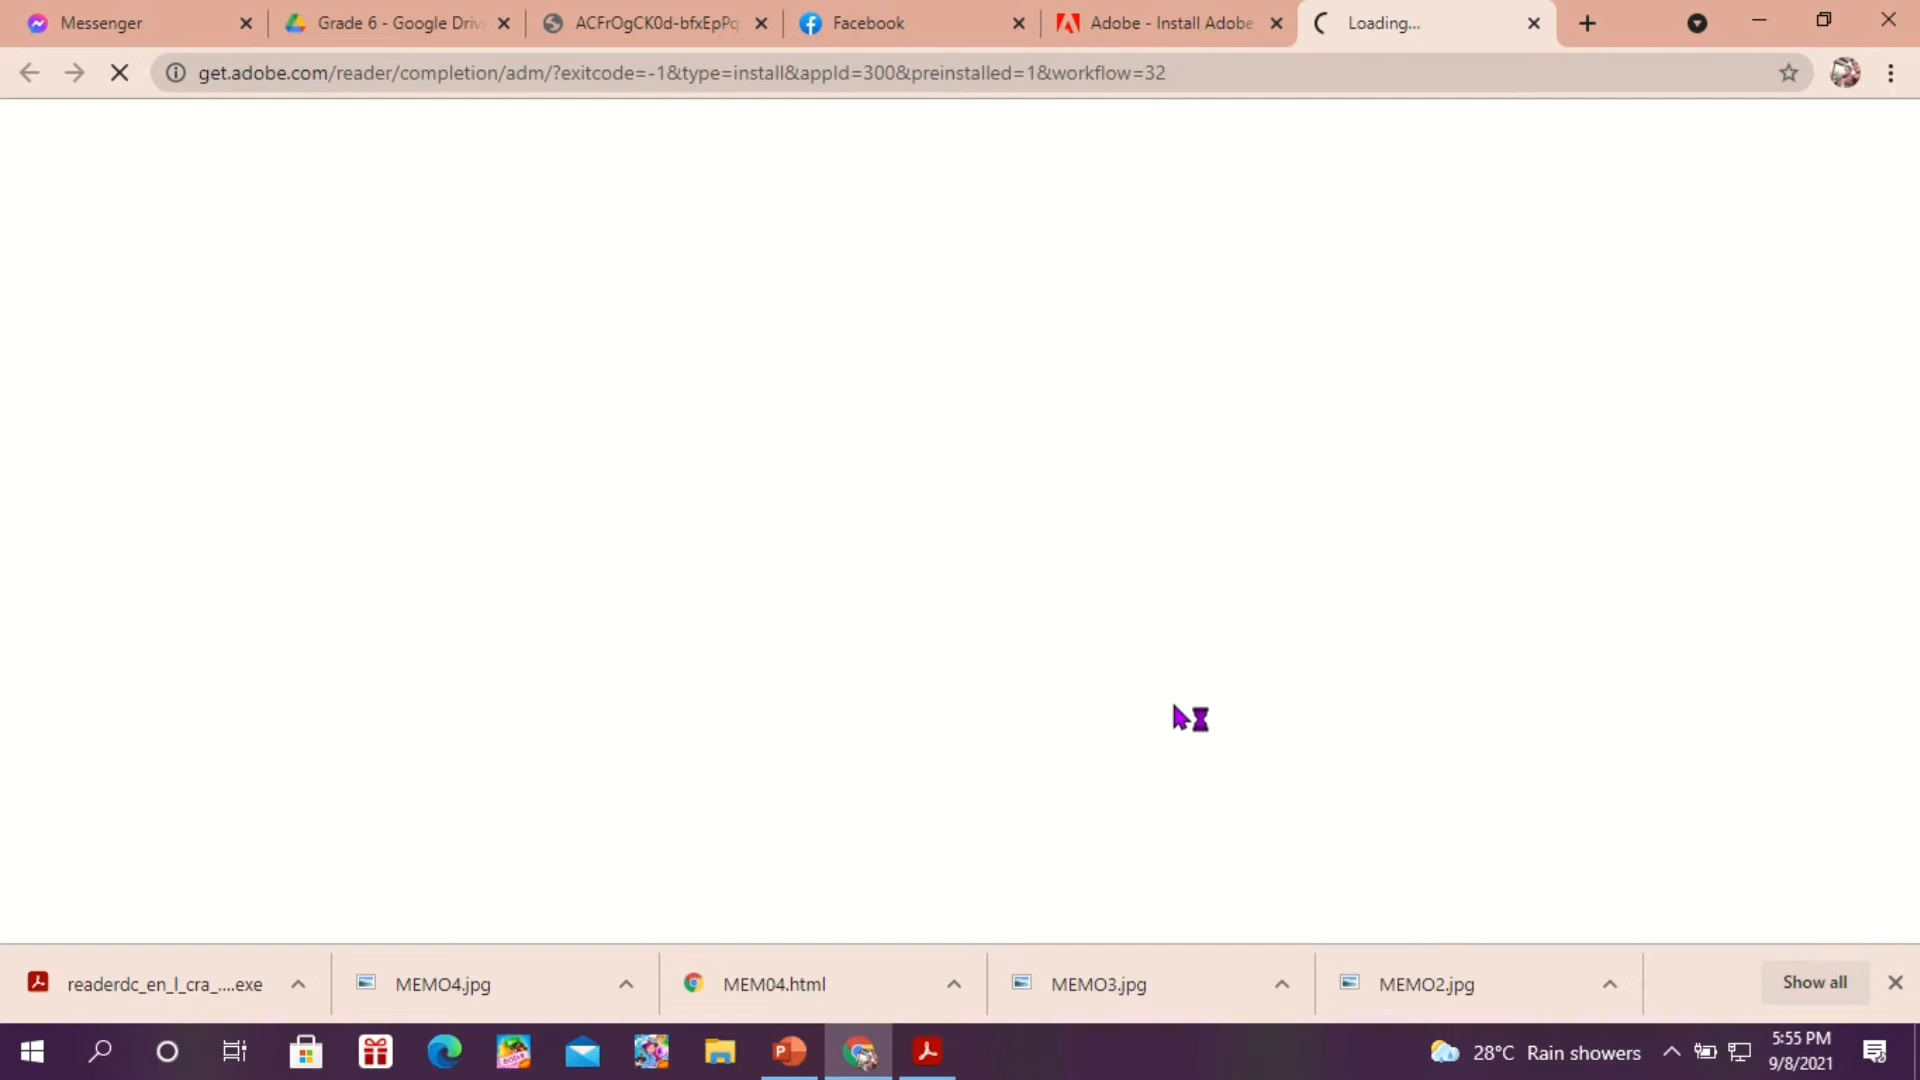 Messenger
Grade 6 - Google Driv
ACFrOgCK0d-bfxEpPq
Facebook
Adobe - Install Adobe
Loading...
get.adobe.com/reader/completion/adm/?exitcode=-1&type=install&appId=300&preinstalled=1&workflow=32
readerdc_en_l_cra_....exe
MEMO4.jpg
MEM04.html
MEMO3.jpg
MEMO2.jpg
Show all
28°C Rain showers
5:55 PM
9/8/2021